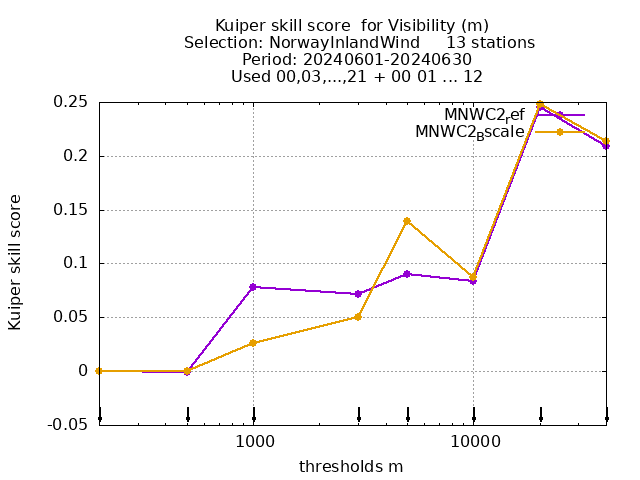 Kuiper skill score  for Visibility (m)
Selection: NorwayInlandWind     13 stations
Period: 20240601-20240630
Used 00,03,...,21 + 00 01 ... 12
MNWC2ref
MNWC2Bscale
0.25
0.2
0.15
0.1
0.05
0
-0.05
Kuiper skill score
1000
10000
thresholds m